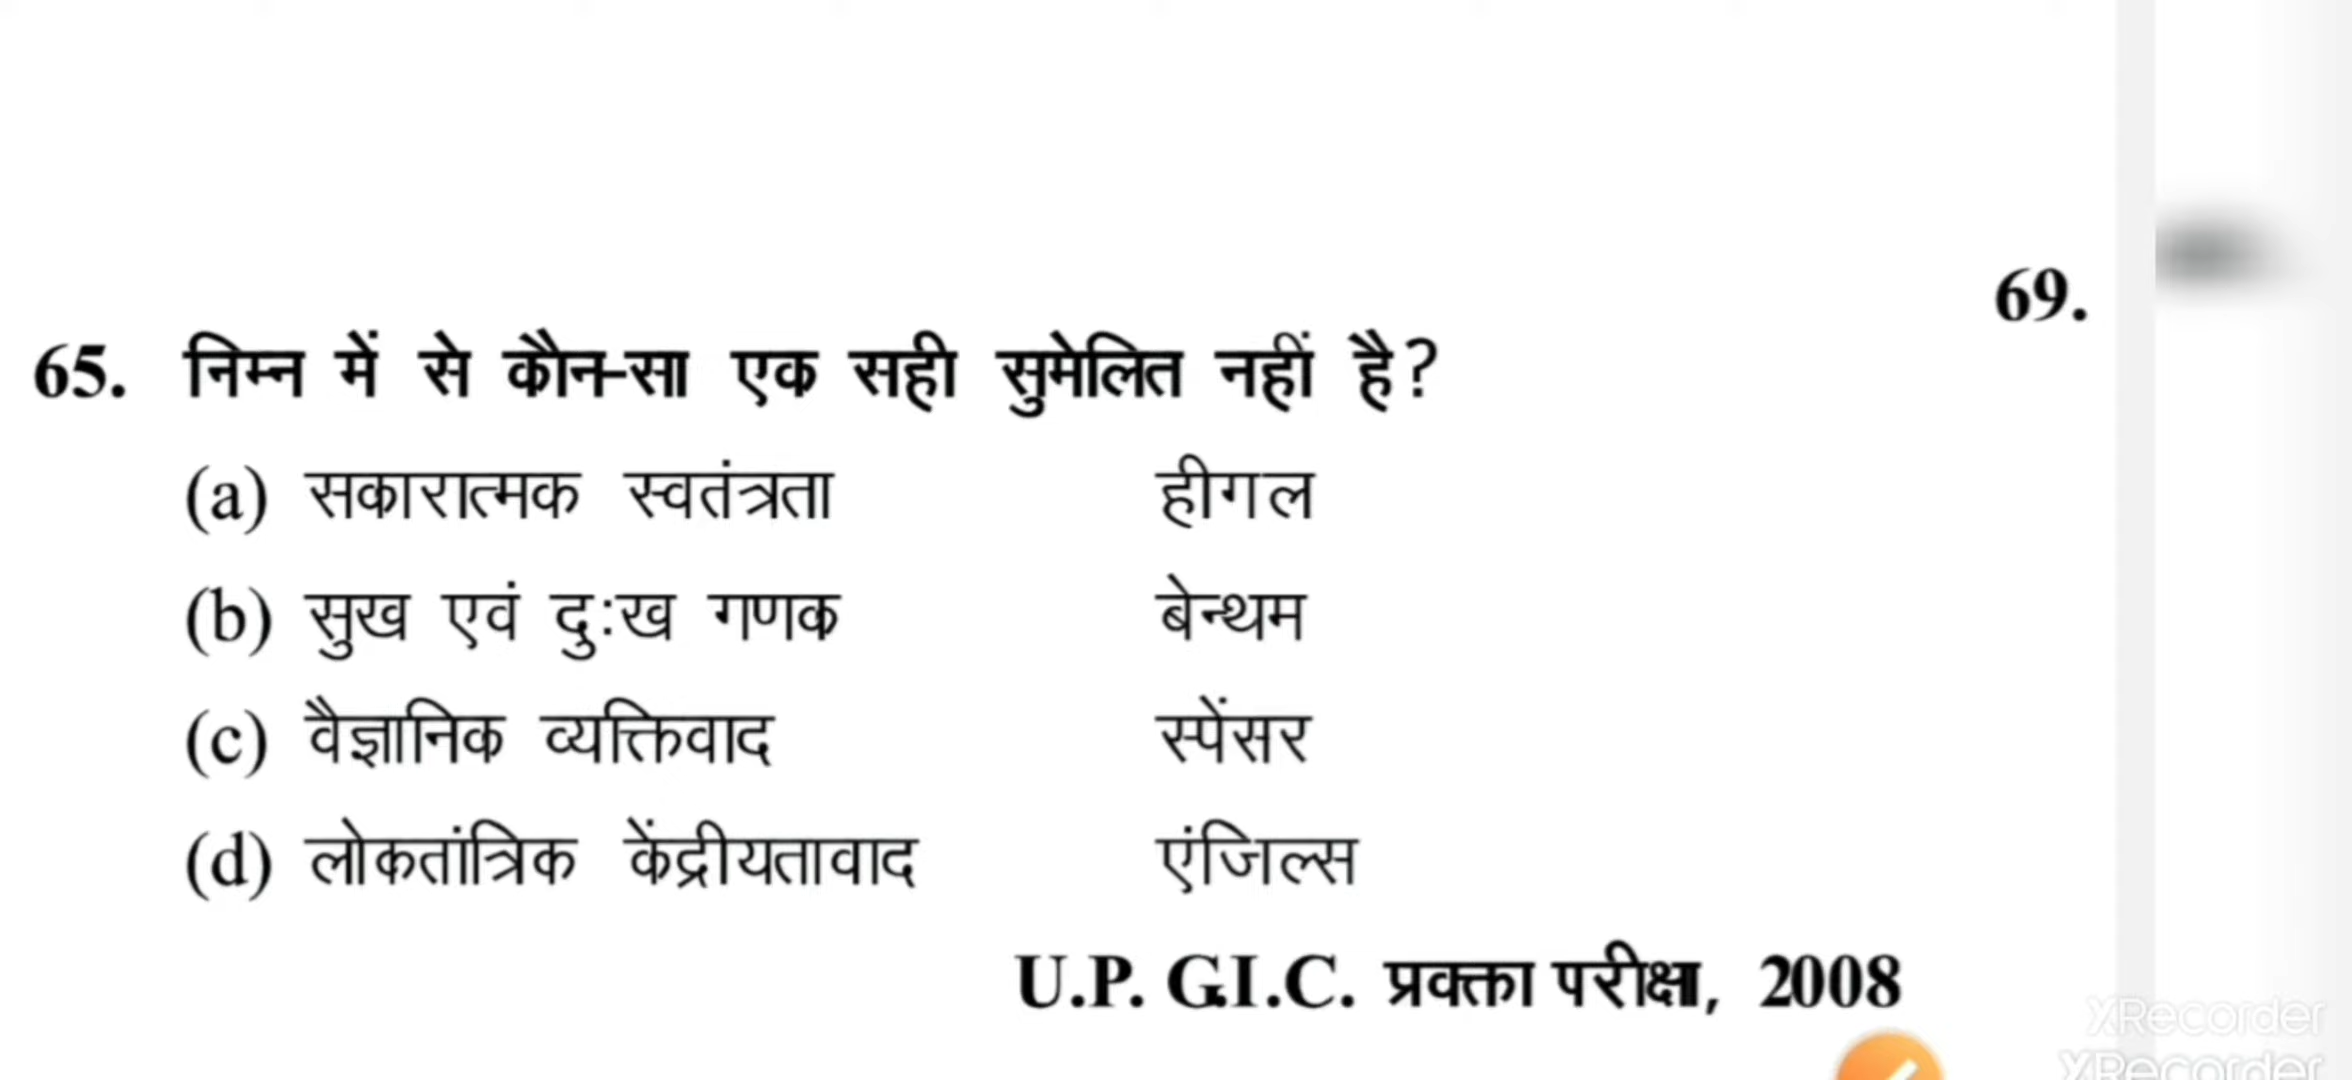 69.
65. निम्न में से कौन-सा एक सही सुमेलित नहीं है?
(a) सकारात्मक स्वतंत्रता हीगल
(b) सुख एवं दुःख गणक बेन्थम
(c) वैज्ञानिक व्यक्तिवाद स्पेंसर
(d) लोकतांत्रिक केंद्रीयतावाद एंजिल्स
U.P. G.I.C. प्रवक्ता परीक्षा, 2008
XRecorder
XRecorder